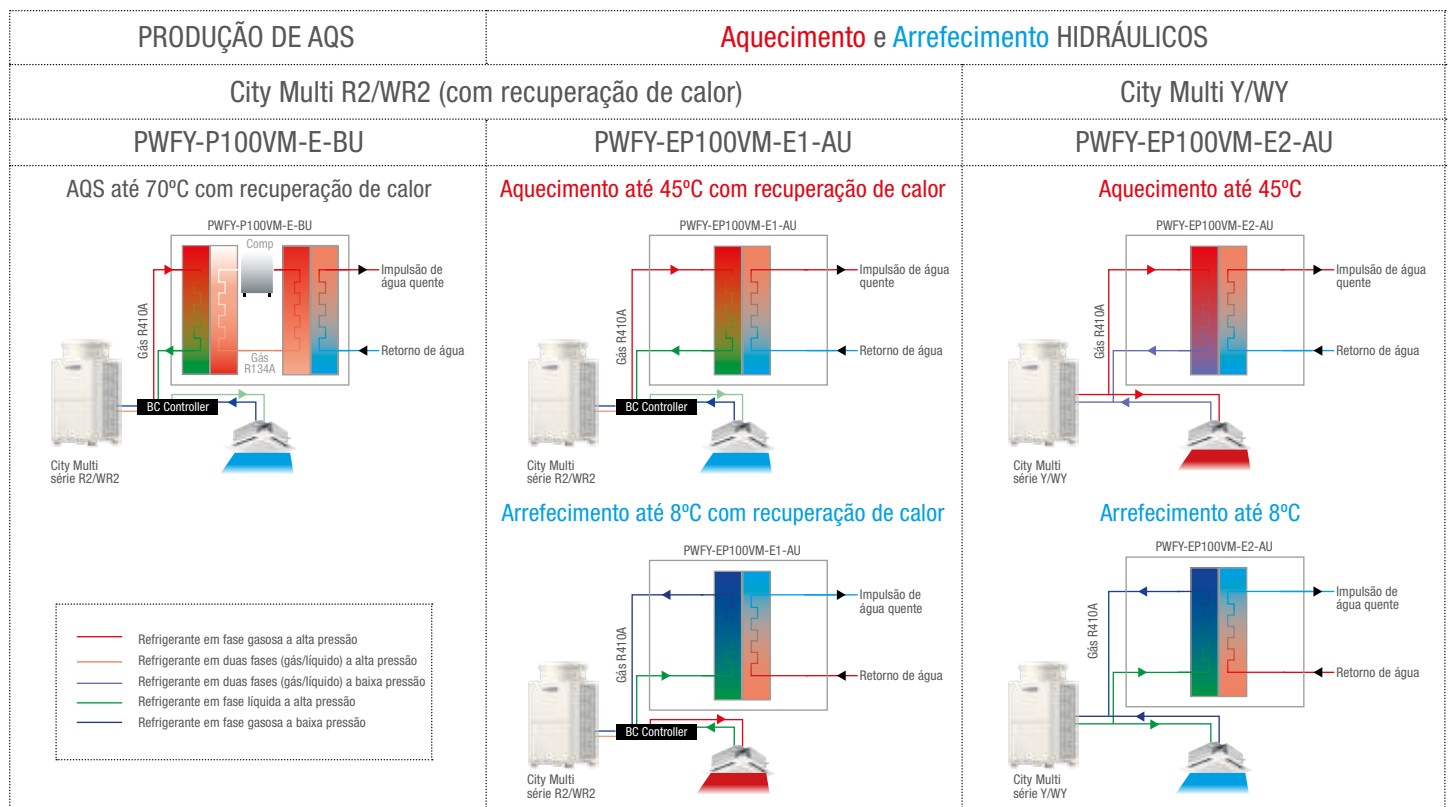 PRODUÇÃO DE AQS
Aquecimento e Arrefecimento HIDRÁULICOS
City Multi R2/WR2 (com recuperação de calor)
City Multi Y/WY
PWFY-P100VM-E-BU
PWFY-EP100VM-E1-AU
PWFY-EP100VM-E2-AU
AQS até 70ºC com recuperação de calor
PWFY-P100VM-E-BU
Comp
Impulsão de
água quente
Gás R410A
Gás
R134A
Retorno de água
BC Controller
City Multi
série R2/WR2
Aquecimento até 45ºC com recuperação de calor
PWFY-EP100VM-E1-AU
Impulsão de água
quente
Gás R410A
Retorno de água
BC Controller
City Multi
série R2/WR2
Aquecimento até 45ºC
PWFY-EP100VM-E2-AU
Impulsão de água
quente
Gás R410A
Retorno de água
City Multi
série Y/WY
Arrefecimento até 8ºC com recuperação de calor
PWFY-EP100VM-E1-AU
Impulsão de
água quente
Gás R410A
Retorno de água
BC Controller
City Multi
série R2/WR2
Arrefecimento até 8ºC
PWFY-EP100VM-E2-AU
Impulsão de
água quente
Gás R410A
Retorno de água
City Multi
série Y/WY
Refrigerante em fase gasosa a alta pressão
Refrigerante em duas fases (gás/líquido) a alta pressão
Refrigerante em duas fases (gás/líquido) a baixa pressão
Refrigerante em fase líquida a alta pressão
Refrigerante em fase gasosa a baixa pressão